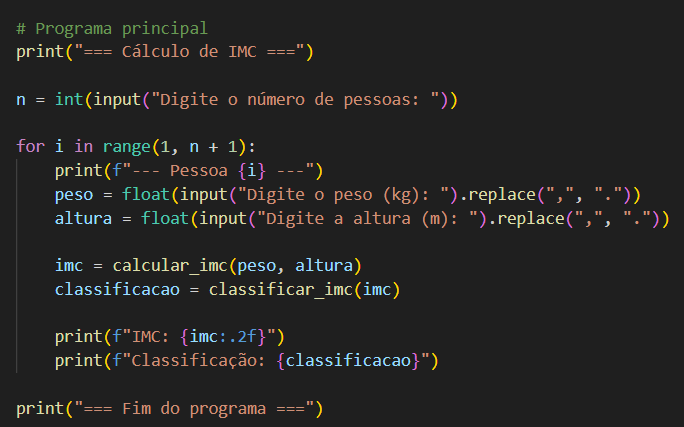 # Programa principal
print("=== Cálculo de IMC ===")
n = int(input("Digite o número de pessoas: "))
for i in range(1, n + 1):
    print(f"--- Pessoa {i} ---")
    peso = float(input("Digite o peso (kg): ").replace(",", "."))
    altura = float(input("Digite a altura (m): ").replace(",", "."))
    imc = calcular_imc(peso, altura)
    classificacao = classificar_imc(imc)
    print(f"IMC: {imc:.2f}")
    print(f"Classificação: {classificacao}")
print("=== Fim do programa ===")